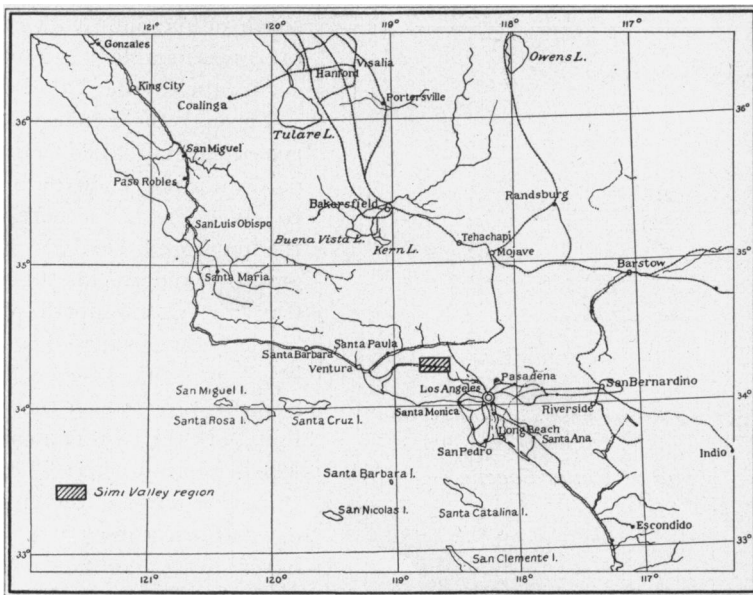 121°
120°
119°
118°
117°
Gonzales
Visalia
Hanford
Owens L.
King City
Coalinga
Portersville
36°
36°
Tulare L.
San Miguel
Paso Robles
Bakersfield
Randsburg
San Luis Obispo
Buena Vista L.
Kern L.
Tehachapi
Mojave
35°
35°
Santa Maria
Barstow
Santa Barbara
Santa Paula
Ventura
Pasadena
Los Angeles
San Bernardino
San Miguel I.
34°
34°
Santa Rosa I.
Santa Cruz I.
Santa Monica
Riverside
Long Beach
Santa Ana
San Pedro
Indio
Santa Barbara I.
Simi Valley region
San Nicolas I.
Santa Catalina I.
Escondido
33°
33°
San Clemente I.
121°
120°
119°
118°
117°